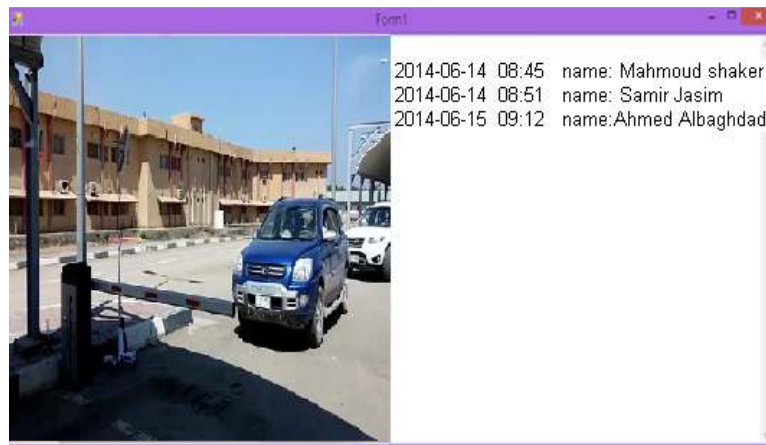 Form1
2014-06-14 08:45 name: Mahmoud shaker
2014-06-14 08:51 name: Samir Jasim
2014-06-15 09:12 name:Ahmed Albaghdad